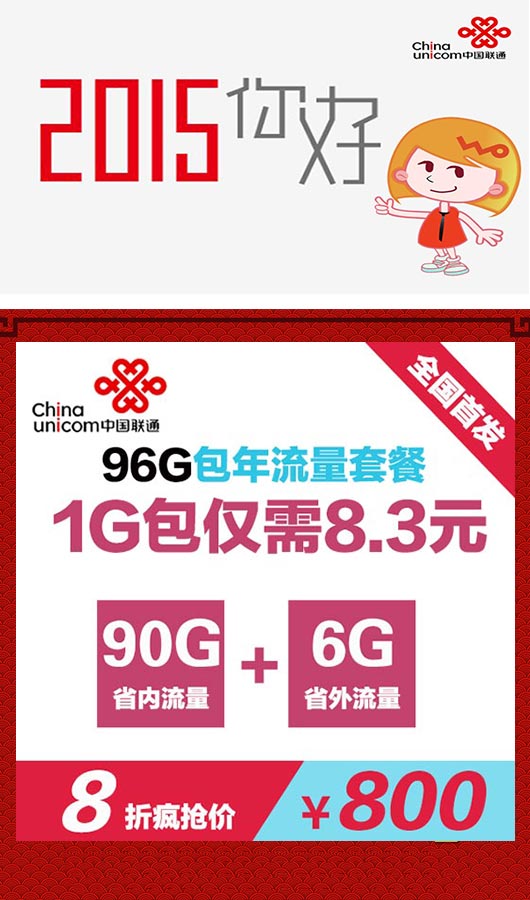 China
unicom中国联通
2015你好
WO
全国首发
China
unicom中国联通
96G包年流量套餐
1G包仅需8.3元
90G
省内流量
+
6G
省外流量
8折疯抢价
¥800